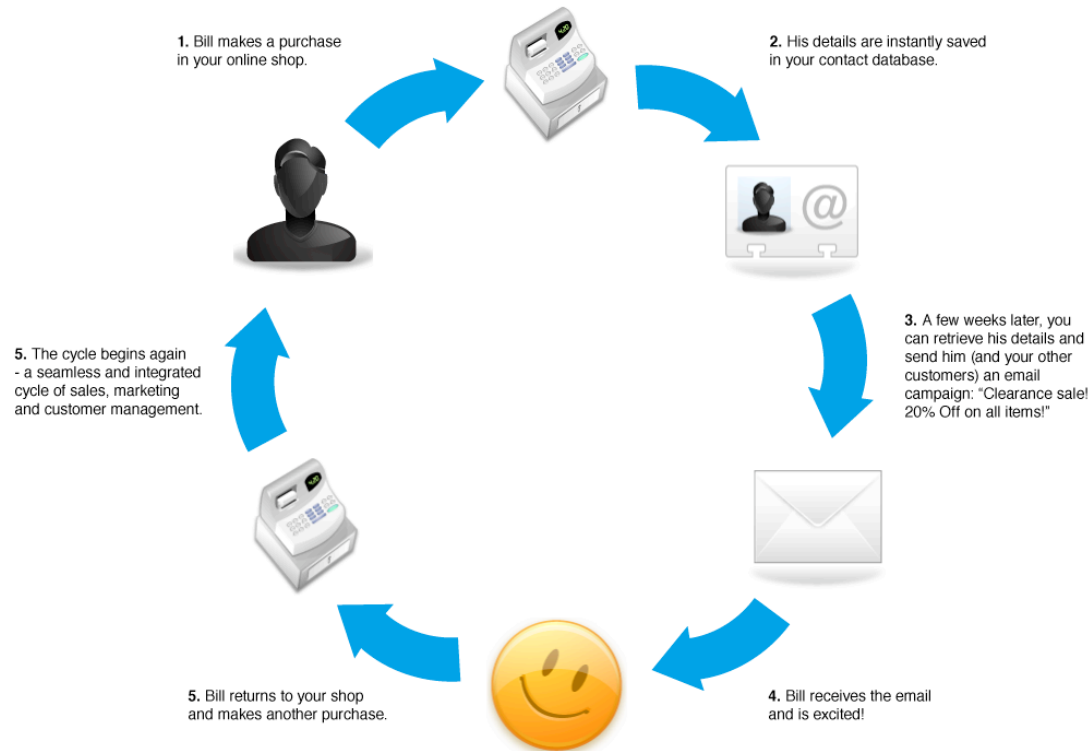 1. Bill makes a purchase
in your online shop.
2. His details are instantly saved
in your contact database.
@
3. A few weeks later, you
can retrieve his details and
send him (and your other
customers) an email
campaign: “Clearance sale!
20% Off on all items!”
4. Bill receives the email
and is excited!
5. Bill returns to your shop
and makes another purchase.
5. The cycle begins again
- a seamless and integrated
cycle of sales, marketing
and customer management.